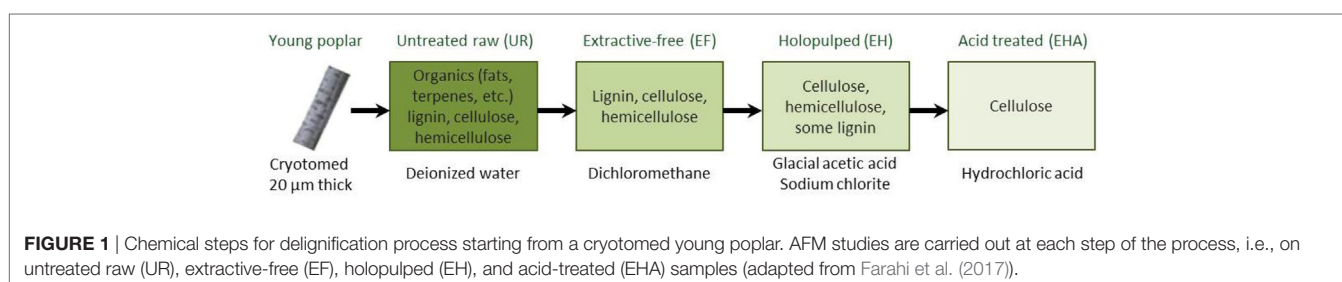 Young poplar Untreated raw (UR) Extractive-free (EF) Holopulped (EH) Acid treated (EHA)
Organics (fats,
terpenes, etc.)
lignin, cellulose,
hemicellulose
Lignin, cellulose,
hemicellulose
Cellulose,
hemicellulose,
some lignin
Cellulose
Cryotomed
20 µm thick
Deionized water
Dichloromethane
Glacial acetic acid
Sodium chlorite
Hydrochloric acid
FIGURE 1 | Chemical steps for delignification process starting from a cryotomed young poplar. AFM studies are carried out at each step of the process, i.e., on
untreated raw (UR), extractive-free (EF), holopulped (EH), and acid-treated (EHA) samples (adapted from Farahi et al. (2017)).